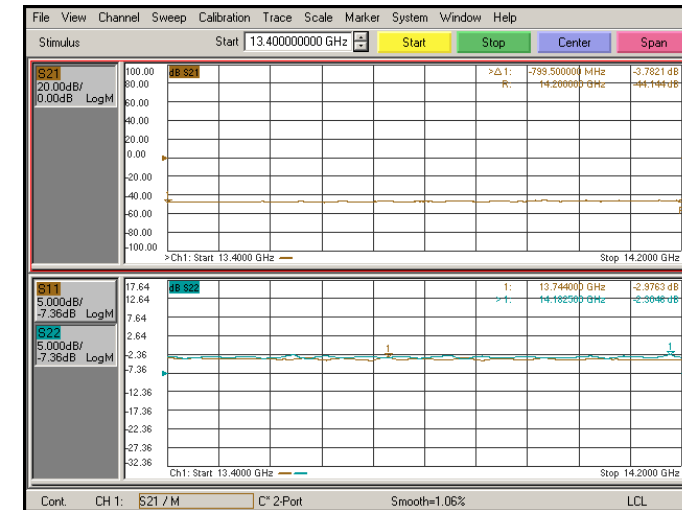 File View Channel Sweep Calibration Trace Scale Marker System Window Help
Stimulus Start 13.400000000 GHz Start Stop Center Span
S21
20.00dB/
0.00dB LogM
100.00
80.00
60.00
40.00
20.00
0.00
-20.00
-40.00
-60.00
-80.00
-100.00
dB S21
>Δ 1: -799.500000 MHz -3.7821 dB
R: 14.200000 GHz -44.144 dB
>Ch1: Start 13.4000 GHz
Stop 14.2000 GHz
S11
5.000dB/
-7.36dB LogM
S22
5.000dB/
-7.36dB LogM
17.64
12.64
7.64
2.64
-2.36
-7.36
-12.36
-17.36
-22.36
-27.36
-32.36
dB S22
1: 13.744000 GHz -2.9763 dB
> 1: 14.182500 GHz -2.3048 dB
1
1
Ch1: Start 13.4000 GHz
Stop 14.2000 GHz
Cont. CH 1: S21 / M C* 2-Port Smooth=1.06% LCL